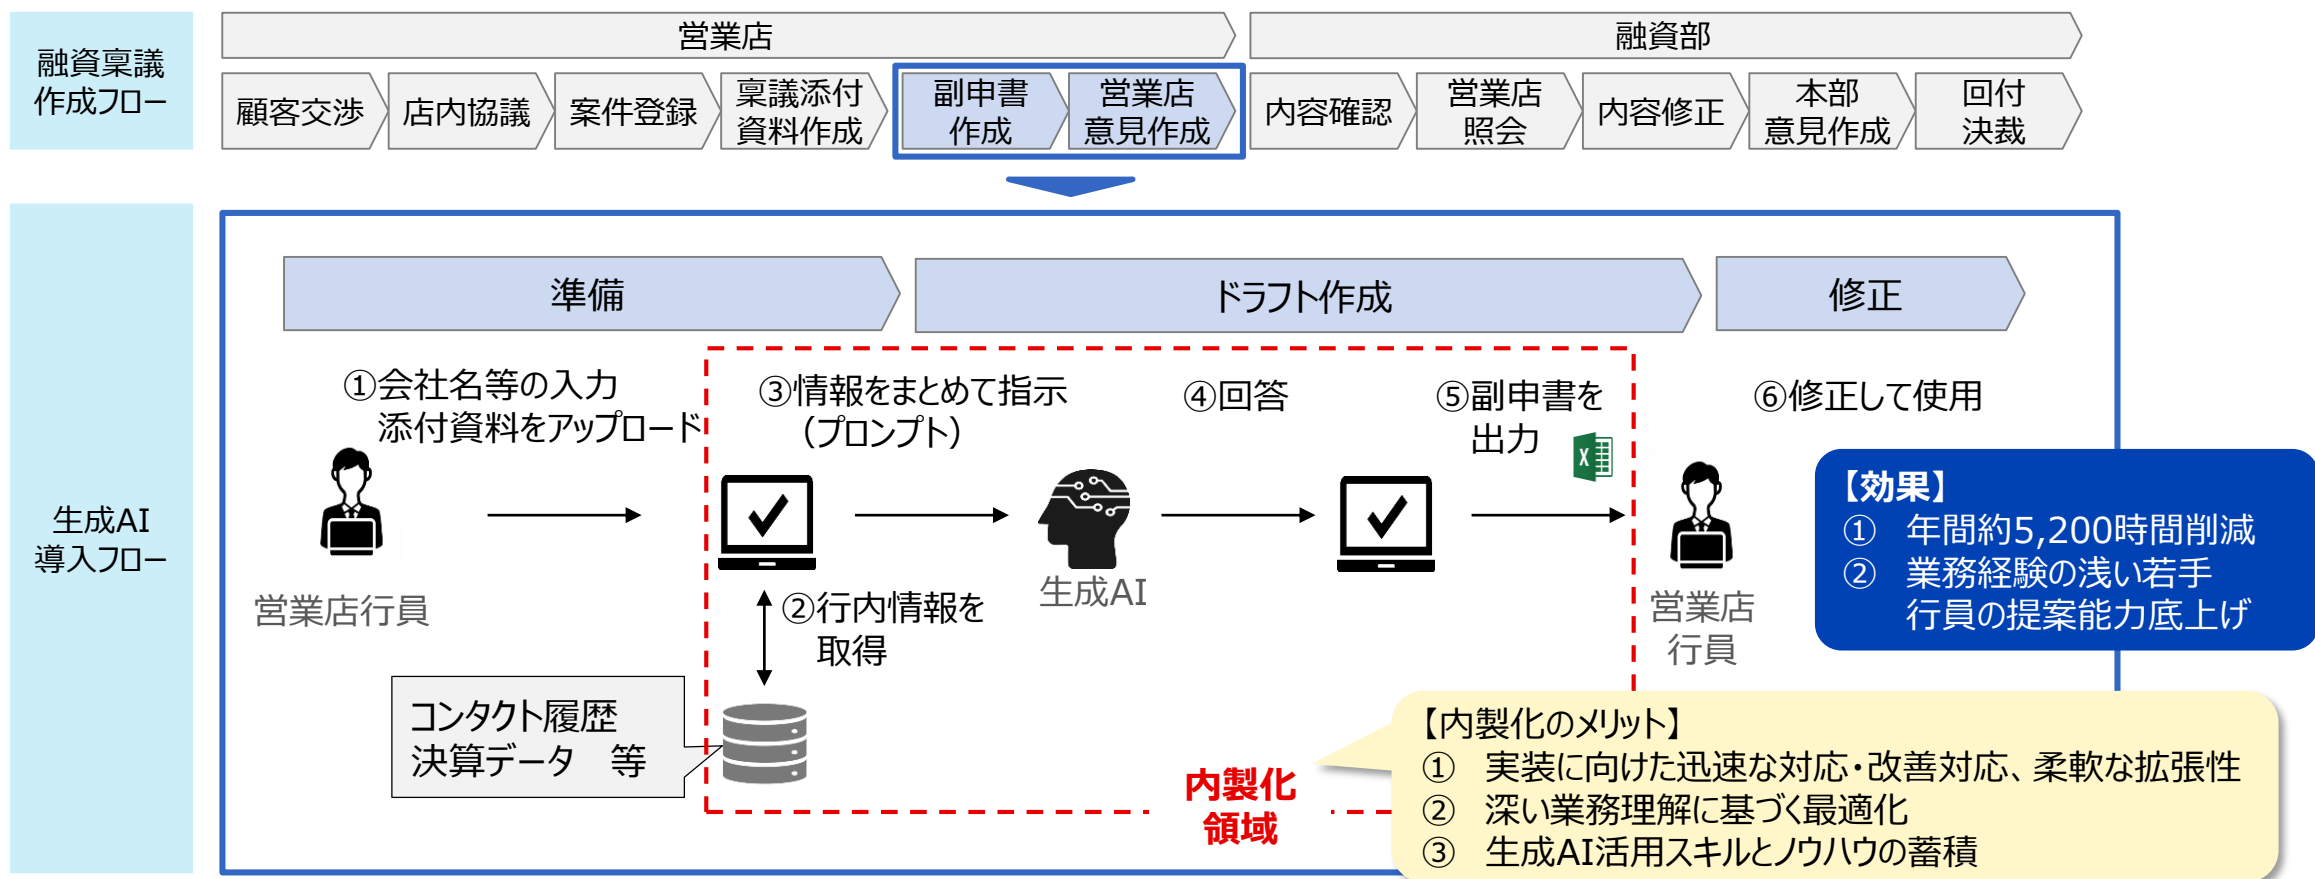 融資稟議
作成フロー
営業店
融資部
顧客交渉
店内協議
案件登録
稟議添付
資料作成
副申書
作成
営業店
意見作成
内容確認
営業店
照会
内容修正
本部
意見作成
回付
決裁
生成AI
導入フロー
準備
ドラフト作成
修正
①会社名等の入力
添付資料をアップロード
③情報をまとめて指示
（プロンプト）
④回答
⑤副申書を
出力
X
⑥修正して使用
営業店行員
②行内情報を
取得
生成AI
営業店
行員
コンタクト履歴
決算データ　等
内製化
領域
【効果】
①　年間約5,200時間削減
②　業務経験の浅い若手
行員の提案能力底上げ
【内製化のメリット】
①　実装に向けた迅速な対応・改善対応、柔軟な拡張性
②　深い業務理解に基づく最適化
③　生成AI活用スキルとノウハウの蓄積